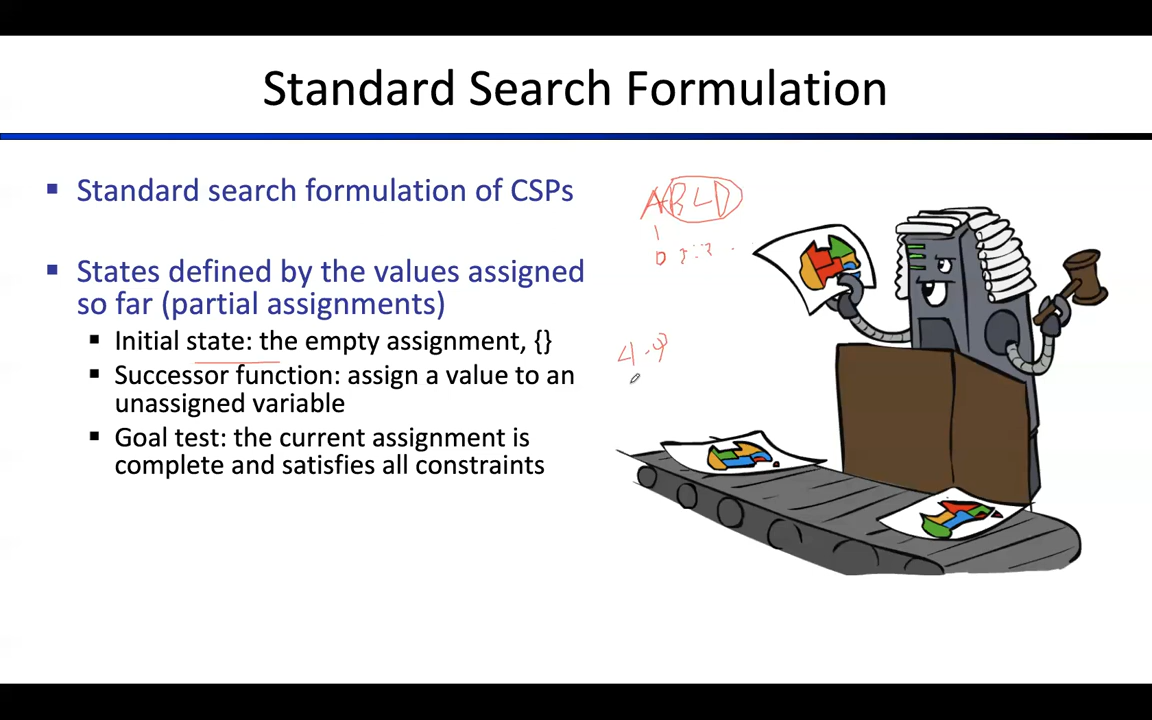 Standard Search Formulation
▪ Standard search formulation of CSPs
▪ States defined by the values assigned
so far (partial assignments)
▪ Initial state: the empty assignment, {}
▪ Successor function: assign a value to an
unassigned variable
▪ Goal test: the current assignment is
complete and satisfies all constraints